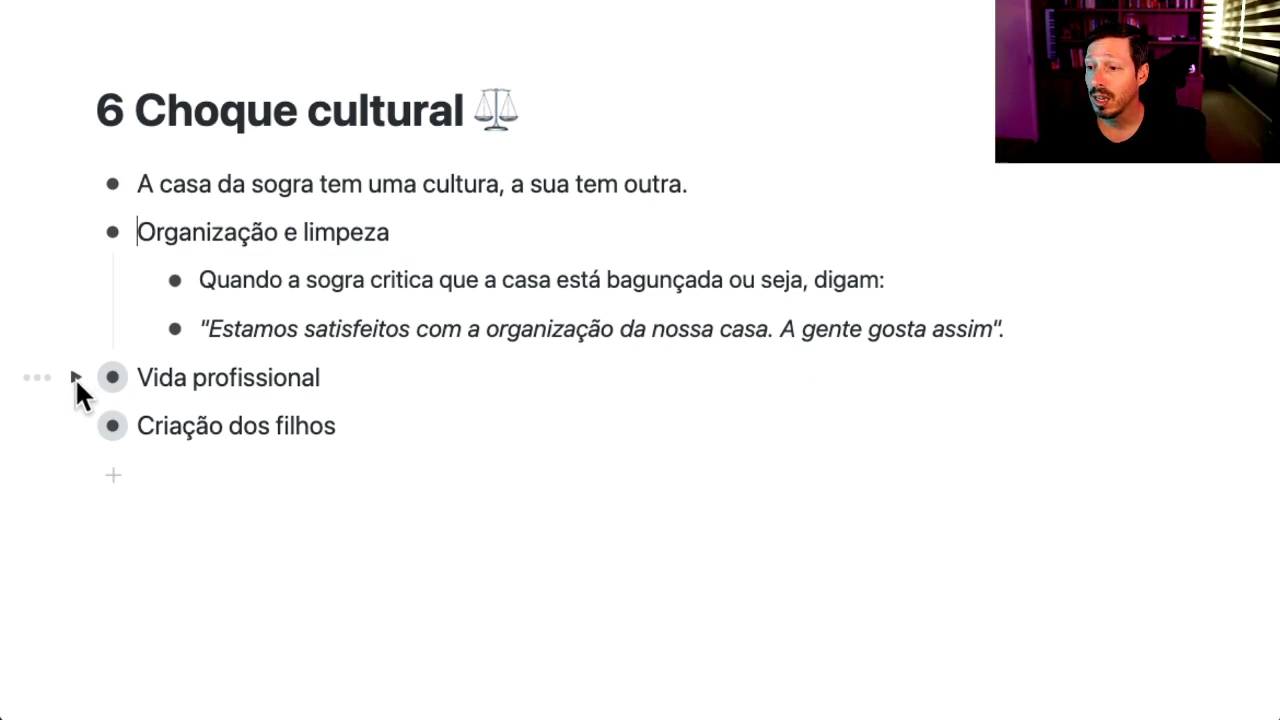 6 Choque cultural ⚖️
A casa da sogra tem uma cultura, a sua tem outra.
Organização e limpeza
Quando a sogra critica que a casa está bagunçada ou seja, digam:
"Estamos satisfeitos com a organização da nossa casa. A gente gosta assim".
Vida profissional
Criação dos filhos